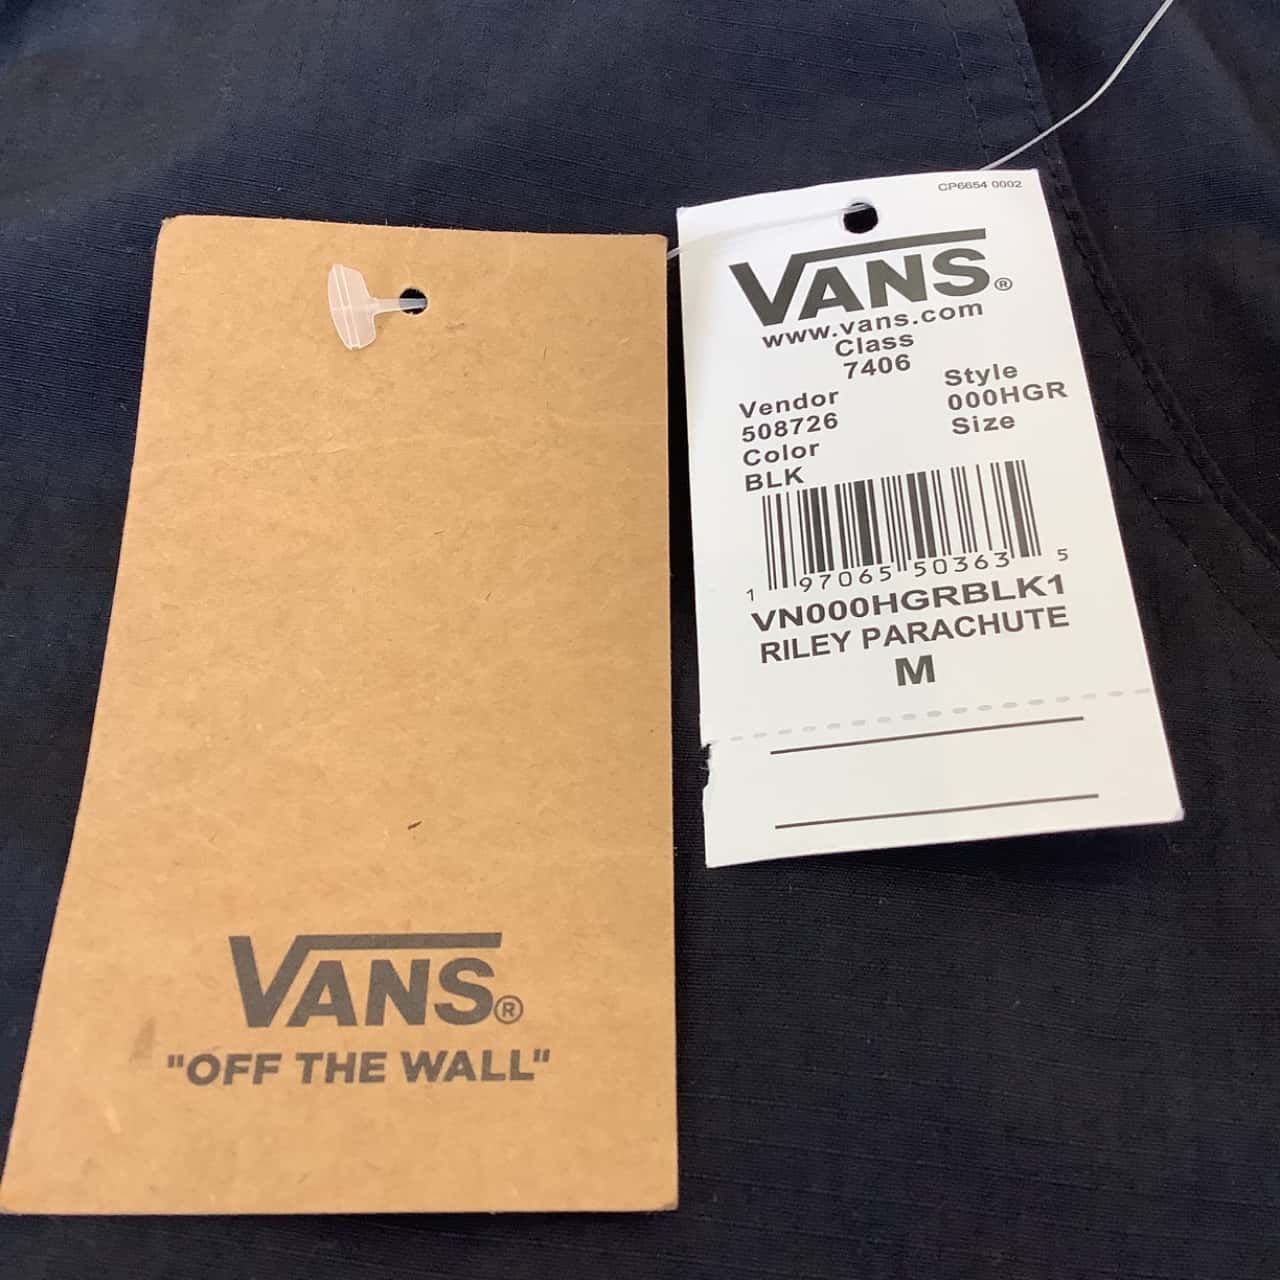 VANS®
"OFF THE WALL"
CP6654 0002
VANS®
www.vans.com
Class
7406
Vendor
508726
Color
BLK
Style
000HGR
Size
1 97065 50363 5
VN000HGRBLK1
RILEY PARACHUTE
M